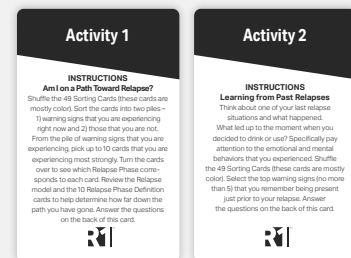 Activity 1
INSTRUCTIONS
Am I on a Path Toward Relapse?
Shuffle the 49 Sorting Cards (these cards are
mostly color). Sort the cards into two piles –
1) warning signs that you are experiencing
right now and 2) those that you are not.
From the pile of warning signs that you are
experiencing, pick up to 10 cards that you are
experiencing most strongly. Turn the cards
over to see which Relapse Phase corre-
sponds to each card. Review the Relapse
model and the 10 Relapse Phase Definition
cards to help determine how far down the
path you have gone. Answer the questions
on the back of this card.
Activity 2
INSTRUCTIONS
Learning from Past Relapses
Think about one of your last relapse
situations and what happened.
What led up to the moment when you
decided to drink or use? Specifically pay
attention to the emotional and mental
behaviors that you experienced. Shuffle
the 49 Sorting Cards (these cards are mostly
color). Select the top warning signs (no more
than 5) that you remember being present
just prior to your relapse. Answer
the questions on the back of this card.